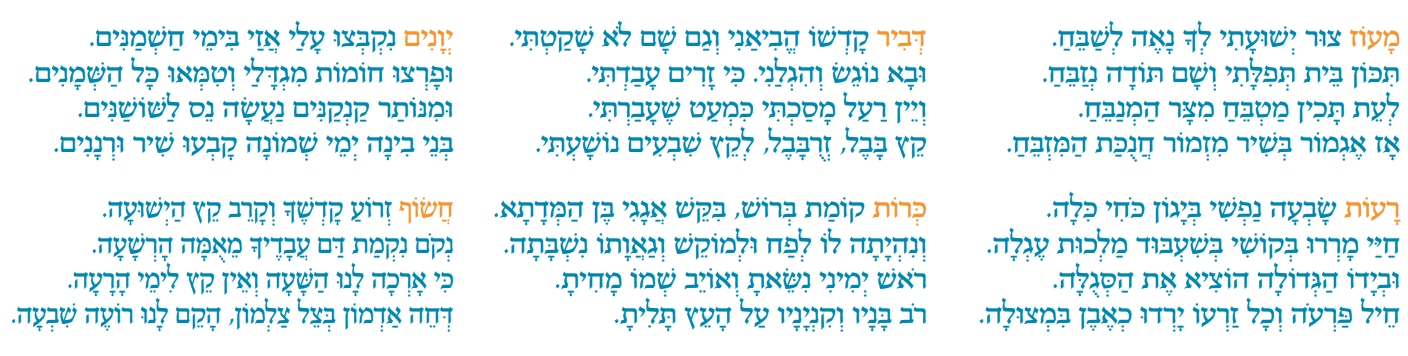 מָעוֹז צוּר יְשׁוּעָתִי לְךָ נָאֶה לְשַׁבֵּחַ.
תִּכּוֹן בֵּית תְּפִלָּתִי וְשָׁם תּוֹדָה נְזַבֵּחַ.
לְעֵת תָּכִין מַטְבֵּחַ מִצָּר הַמְנַבֵּחַ.
אָז אֶגְמוֹר בְּשִׁיר מִזְמוֹר חֲנֻכַּת הַמִּזְבֵּחַ.
רָעוֹת שָׂבְעָה נַפְשִׁי בְּיָגוֹן כֹּחִי כִּלָה.
חַיַּי מָרְרוּ בְּקוֹשִׁי בְּשִׁעְבּוּד מַלְכוּת עֶגְלָה.
וּבְיָדוֹ הַגְּדוֹלָה הוֹצִיא אֶת הַסְּגֻלָּה.
חֵיל פַּרְעֹה וְכָל זַרְעוֹ יָרְדוּ כְאֶבֶן בִּמְצוּלָה.
דְּבִיר קָדְשׁוֹ הֱבִיאַנִי וְגַם שָׁם לֹא שָׁקַטְתִּי.
וּבָא נוֹגֵשׂ וְהִגְלַנִי. כִּי זָרִים עָבַדְתִּי.
וְיֵין רַעַל מָסַכְתִּי כִּמְעַט שֶׁעָבַרְתִּי.
קֵץ בָּבֶל, זְרֻבָּבֶל, לְקֵץ שִׁבְעִים נוֹשָׁעְתִּי.
כְּרוֹת קוֹמַת בְּרוֹשׁ, בִּקֵּשׁ אֲגָגִי בֶּן הַמְּדָתָא.
וְנִהְיָתָה לוֹ לְפַח וּלְמוֹקֵשׁ וְגַאֲוָתוֹ נִשְׁבָּתָה.
רֹאשׁ יְמִינִי נִשֵּׂאתָ וְאוֹיֵב שְׁמוֹ מָחִיתָ.
רֹב בָּנָיו וְקִנְיָנָיו עַל הָעֵץ תָּלִיתָ.
יְוָנִים נִקְבְּצוּ עָלַי אֲזַי בִּימֵי חַשְׁמַנִּים.
וּפָרְצוּ חוֹמוֹת מִגְדָּלַי וְטִמְּאוּ כָּל הַשְּׁמָנִים.
וּמִנּוֹתַר קַנְקַנִּים נַעֲשָׂה נֵס לַשּׁוֹשַׁנִּים.
בְּנֵי בִינָה יְמֵי שְׁמוֹנָה קָבְעוּ שִׁיר וּרְנָנִים.
חֲשׂוֹף זְרוֹעַ קָדְשֶׁךָ וְקָרֵב קֵץ הַיְשׁוּעָה.
נְקֹם נִקְמַת דַּם עֲבָדֶיךָ מֵאֻמָּה הָרְשָׁעָה.
כִּי אָרְכָה לָנוּ הַשָּׁעָה וְאֵין קֵץ לִימֵי הָרָעָה.
דְּחֵה אַדְמוֹן בְּצֵל צַלְמוֹן, הָקֵם לָנוּ רוֹעֶה שִׁבְעָה.